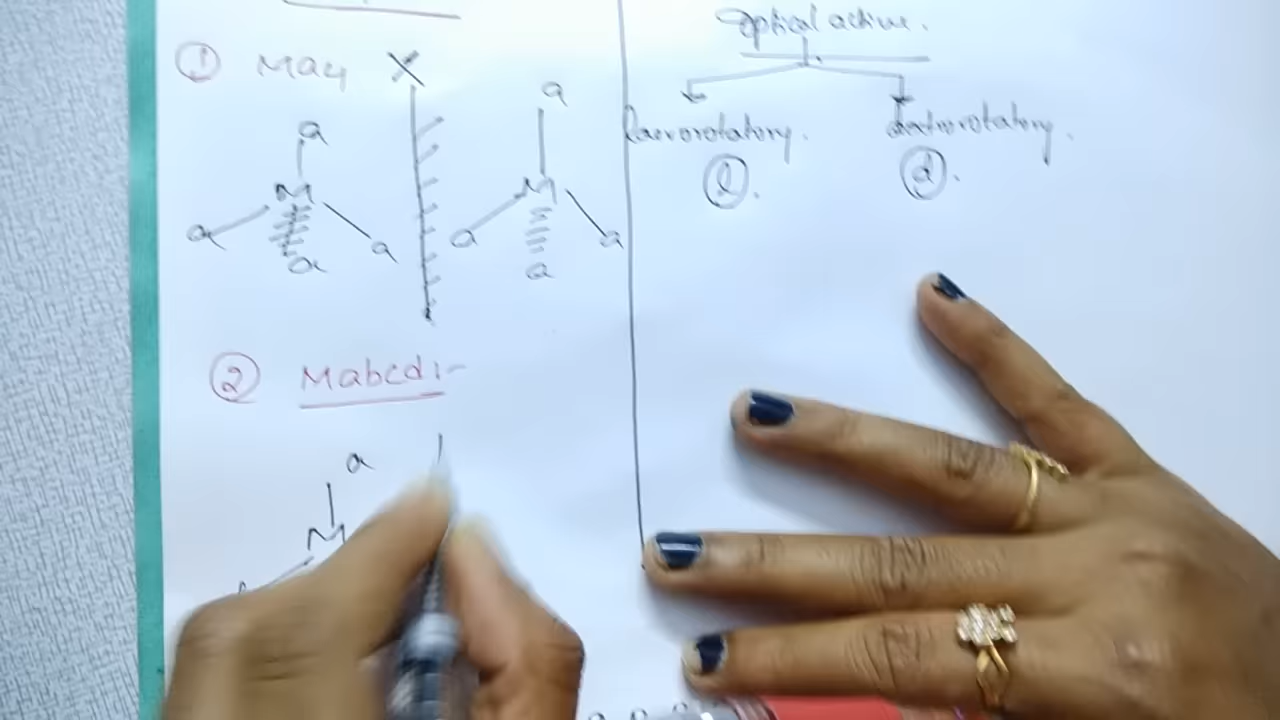 ① Ma4 X
a a
M M
a a a a
a a
② Mabcd:-
a
M
Optical active.
laevorotatory. dextrorotatory.
(l). (d).